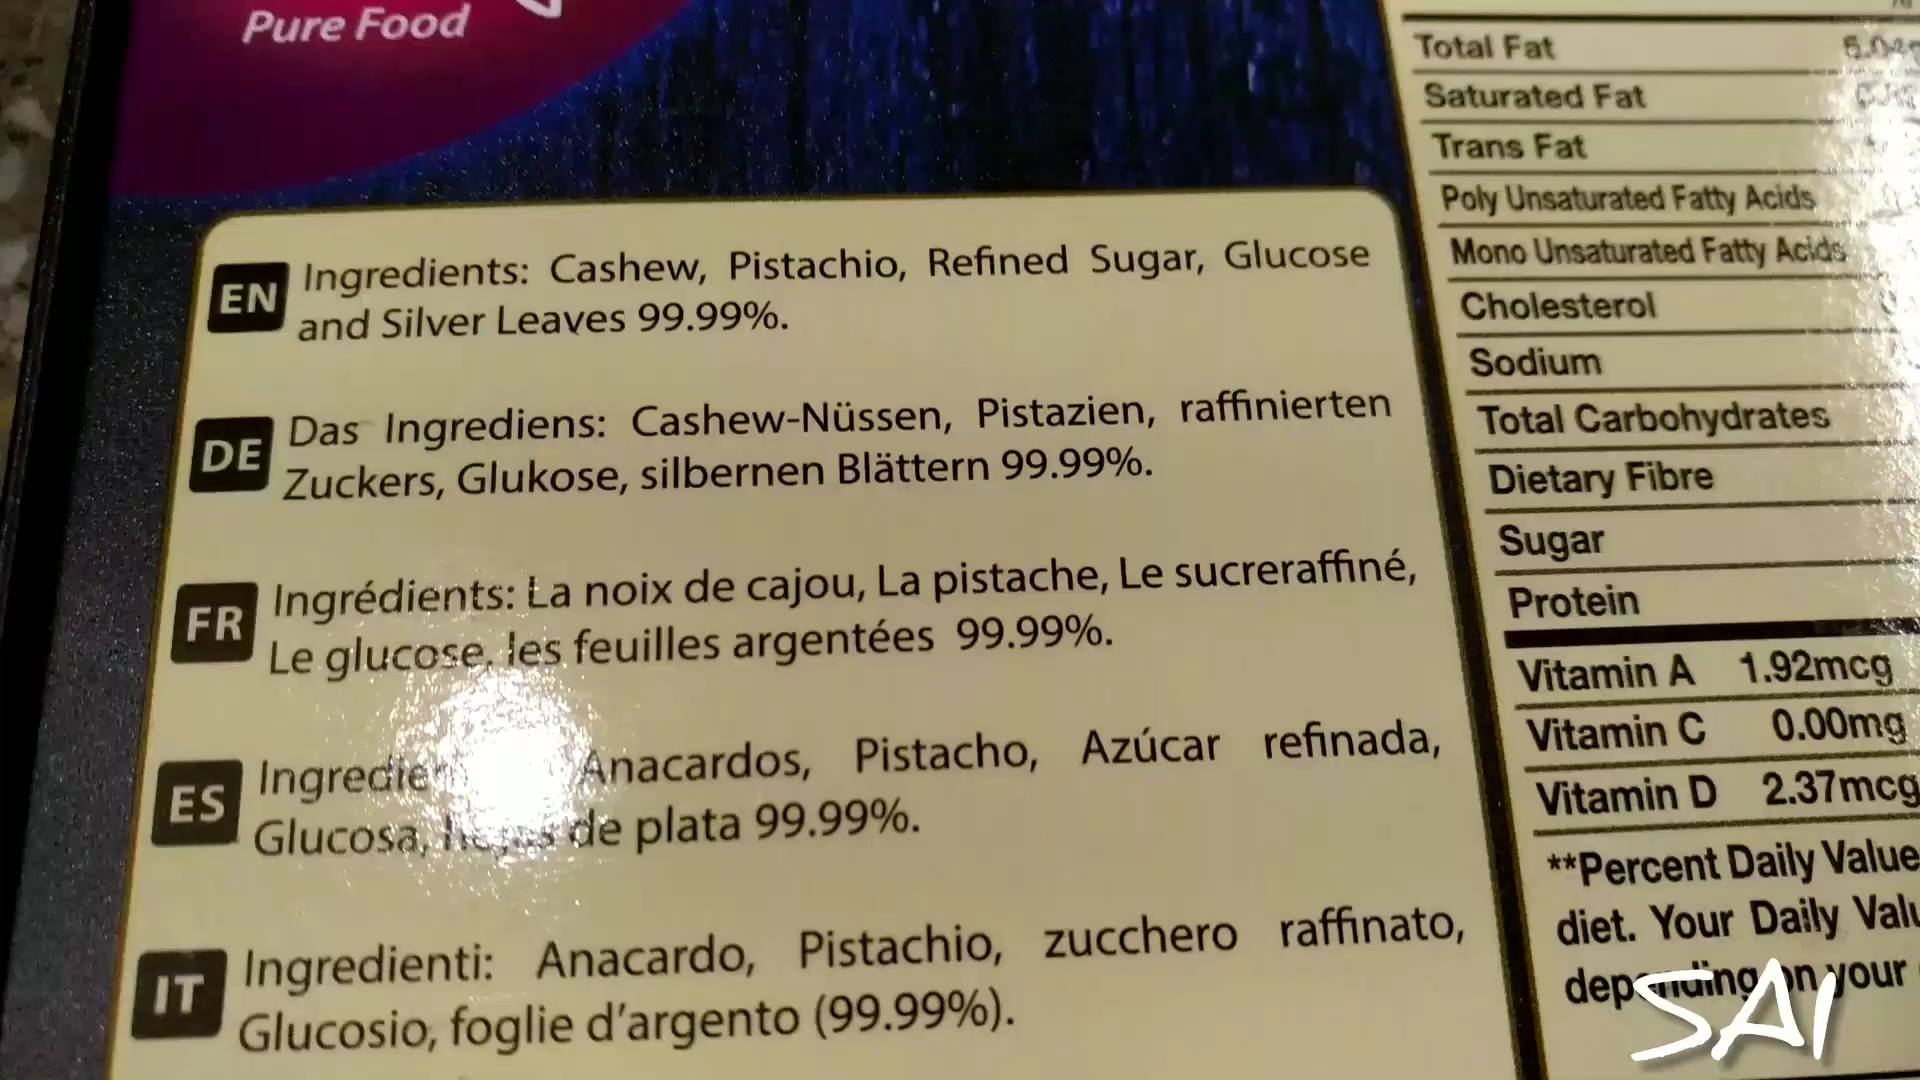 Pure Food
EN
Ingredients: Cashew, Pistachio, Refined Sugar, Glucose
and Silver Leaves 99.99%.
DE
Das Ingrediens: Cashew-Nüssen, Pistazien, raffinierten
Zuckers, Glukose, silbernen Blättern 99.99%.
FR
Ingrédients: La noix de cajou, La pistache, Le sucreraffiné,
Le glucose, les feuilles argentées 99.99%.
ES
Anacardos, Pistacho, Azúcar refinada,
Glucosa, de plata 99.99%.
IT
Ingredienti: Anacardo, Pistachio, zucchero raffinato,
Glucosio, foglie d'argento (99.99%).
Total Fat
Saturated Fat
Trans Fat
Poly Unsaturated Fatty Acids
Mono Unsaturated Fatty Acids
Cholesterol
Sodium
Total Carbohydrates
Dietary Fibre
Sugar
Protein
Vitamin A 1.92mcg
Vitamin C 0.00mg
Vitamin D 2.37mcg
**Percent Daily Value
diet. Your Daily
on your
SAI